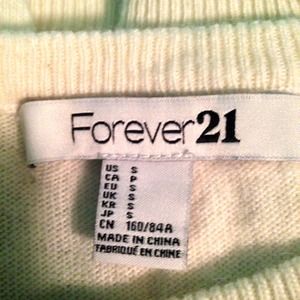 Forever21
US S
CA P
EU S
UK S
KR S
JP S
CN 160/84A
MADE IN CHINA
FABRIQUÉ EN CHINE